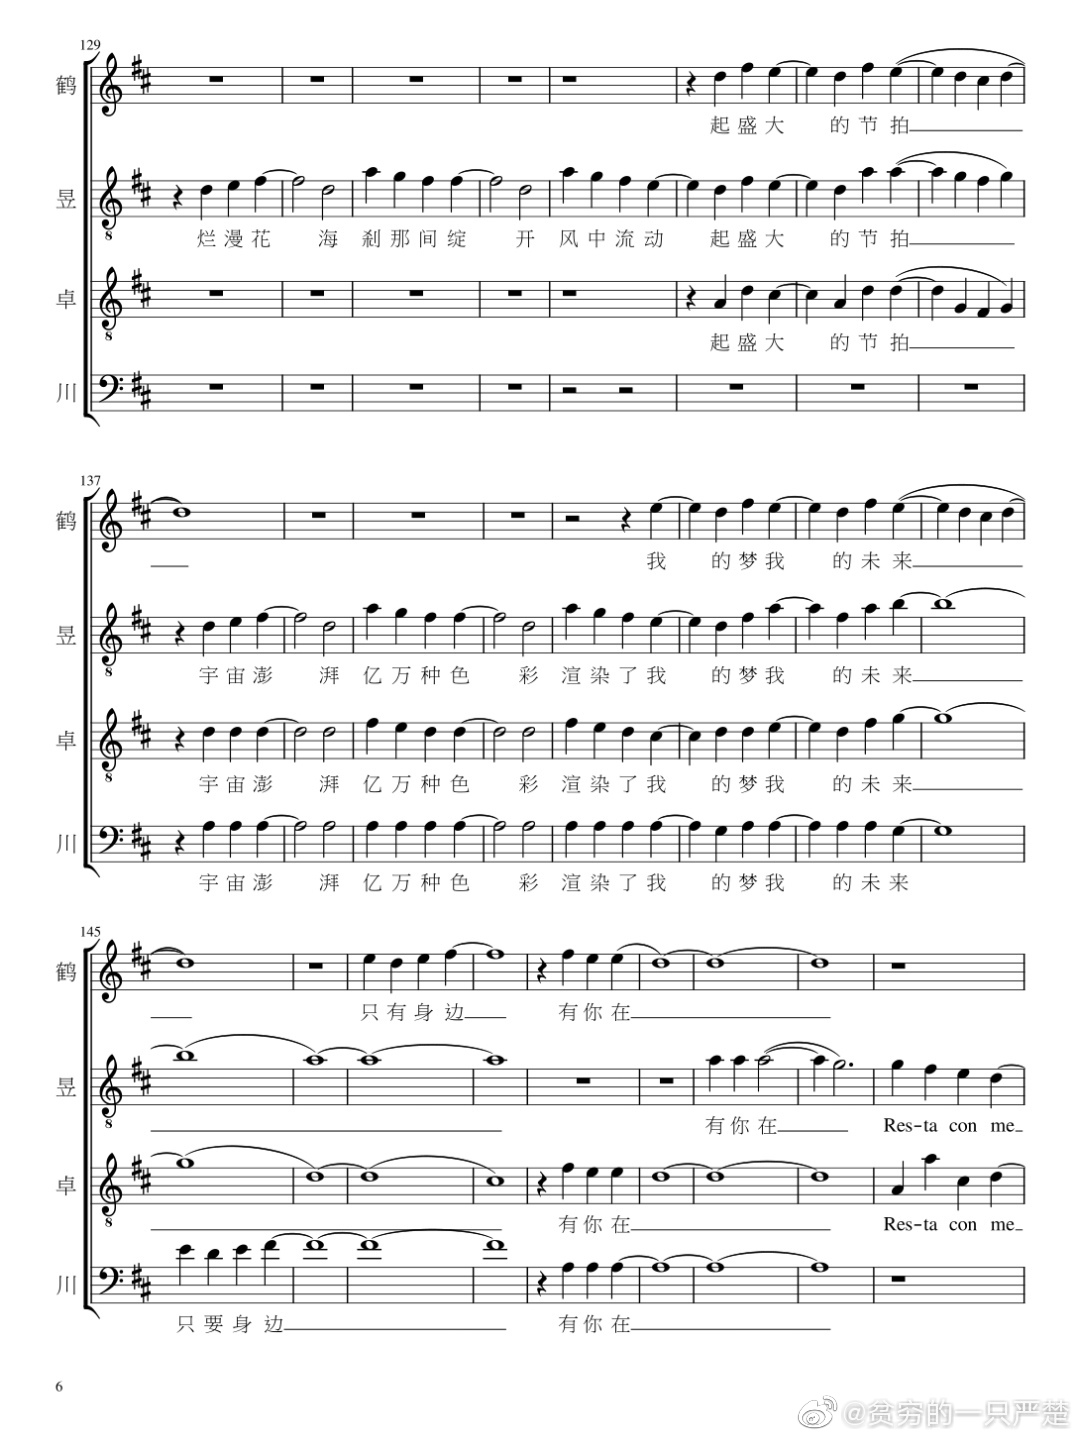 129
鹤
起盛大 的节拍
昱
8
烂漫花 海 刹那间绽 开 风中流动 起盛大 的节拍
卓
8
起盛大 的节拍
川
137
鹤
我 的梦我 的未来
昱
8
宇宙澎 湃 亿万种色 彩 渲染了我 的梦我 的未来
卓
8
宇宙澎 湃 亿万种色 彩 渲染了我 的梦我 的未来
川
宇宙澎 湃 亿万种色 彩 渲染了我 的梦我 的未来
145
鹤
只有身边 有你在
昱
8
有你在 Res-ta con me
卓
8
有你在 Res-ta con me
川
只要身边 有你在
6
@贫穷的一只严楚